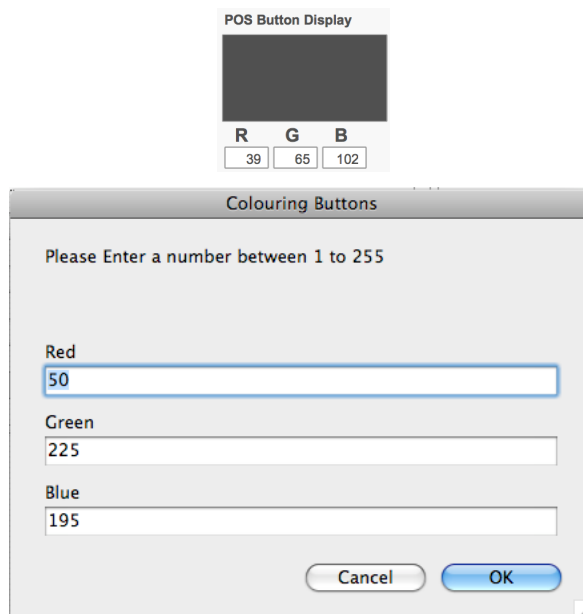 POS Button Display
R G B
39 65 102
Colouring Buttons
Please Enter a number between 1 to 255
Red
50
Green
225
Blue
195
Cancel OK